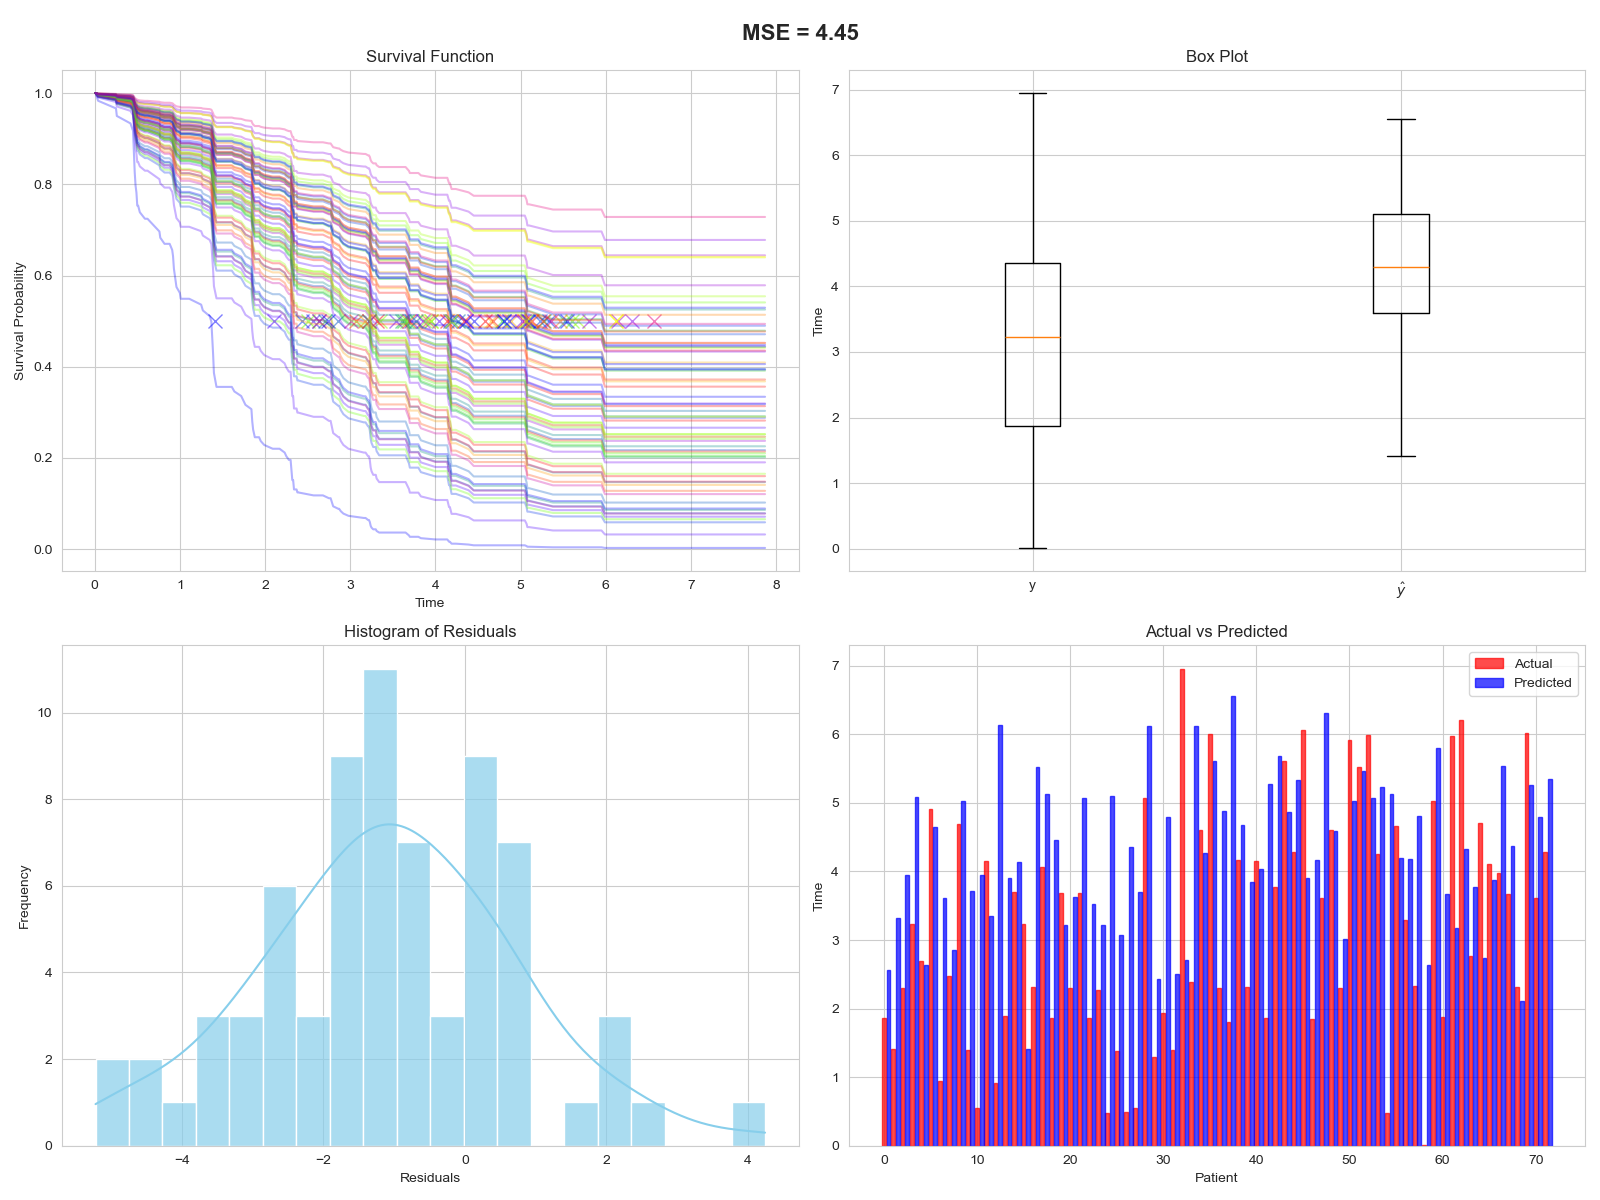 MSE = 4.45
Survival Function
Survival Probability
1.0
0.8
0.6
0.4
0.2
0.0
0 1 2 3 4 5 6 7 8
Time
Box Plot
Time
7
6
5
4
3
2
1
0
y ŷ
Histogram of Residuals
Frequency
10
8
6
4
2
0
−4 −2 0 2 4
Residuals
Actual vs Predicted
Actual
Predicted
Time
7
6
5
4
3
2
1
0
0 10 20 30 40 50 60 70
Patient